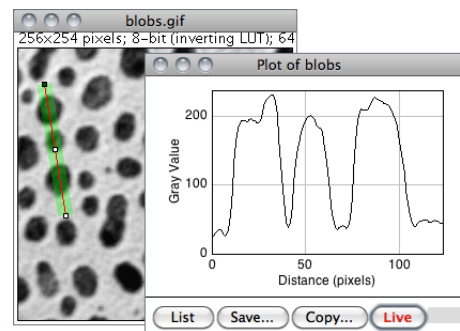 blobs.gif
256x254 pixels; 8-bit (inverting LUT); 64
Plot of blobs
200
100
0
Gray Value
0 50 100
Distance (pixels)
List Save... Copy... Live